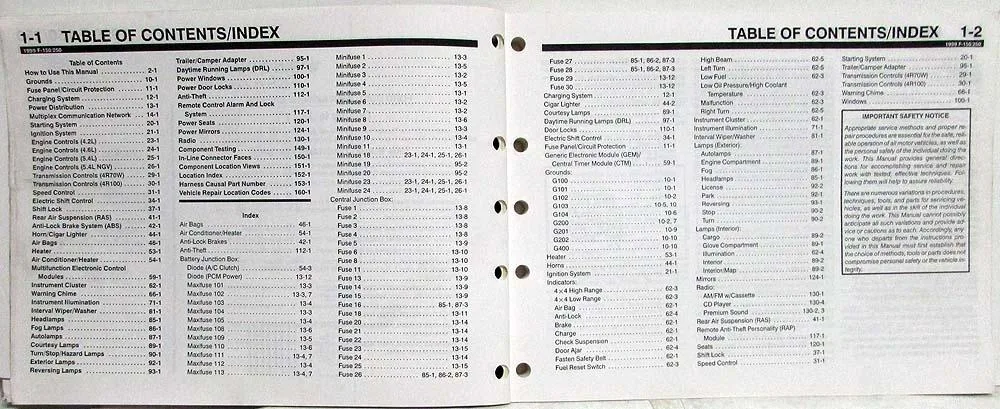 1-1 TABLE OF CONTENTS/INDEX
1999 F-150/250
Table of Contents
How to Use This Manual 2-1
Grounds 10-1
Fuse Panel/Circuit Protection 11-1
Charging System 12-1
Power Distribution 13-1
Multiplex Communication Network 14-1
Starting System 20-1
Ignition System 21-1
Engine Controls (4.2L) 23-1
Engine Controls (4.6L) 24-1
Engine Controls (5.4L) 25-1
Engine Controls (5.4L NGV) 26-1
Transmission Controls (4R70W) 29-1
Transmission Controls (4R100) 30-1
Speed Control 31-1
Electric Shift Control 34-1
Shift Lock 37-1
Rear Air Suspension (RAS) 41-1
Anti-Lock Brake System (ABS) 42-1
Horn/Cigar Lighter 44-1
Air Bags 46-1
Heater 53-1
Air Conditioner/Heater 54-1
Multifunction Electronic Control
Modules 59-1
Instrument Cluster 62-1
Warning Chime 66-1
Instrument Illumination 71-1
Interval Wiper/Washer 81-1
Headlamps 85-1
Fog Lamps 86-1
Autolamps 87-1
Courtesy Lamps 89-1
Turn/Stop/Hazard Lamps 90-1
Exterior Lamps 92-1
Reversing Lamps 93-1
Trailer/Camper Adapter 95-1
Daytime Running Lamps (DRL) 97-1
Power Windows 100-1
Power Door Locks 110-1
Anti-Theft 112-1
Remote Control Alarm And Lock
System 117-1
Power Seats 120-1
Power Mirrors 124-1
Radio 130-1
Component Testing 149-1
In-Line Connector Faces 150-1
Component Location Views 151-1
Location Index 152-1
Harness Causal Part Number 153-1
Vehicle Repair Location Codes 160-1
Index
Air Bags 46-1
Air Conditioner/Heater 54-1
Anti-Lock Brakes 42-1
Anti-Theft 112-1
Battery Junction Box:
Diode (A/C Clutch) 54-3
Diode (PCM Power) 13-12
Maxifuse 101 13-3
Maxifuse 102 13-3, 7
Maxifuse 103 13-4
Maxifuse 104 13-3
Maxifuse 105 13-4
Maxifuse 108 13-6
Maxifuse 109 13-5
Maxifuse 110 13-6
Maxifuse 111 13-4, 7
Maxifuse 112 13-4
Maxifuse 113 13-4, 7
Minifuse 1 13-3
Minifuse 2 13-5
Minifuse 3 13-2
Minifuse 4 13-2
Minifuse 5 13-2
Minifuse 6 13-2
Minifuse 7 13-2
Minifuse 8 13-6
Minifuse 9 13-3
Minifuse 10 13-4
Minifuse 11 13-1
Minifuse 18 23-1, 24-1, 25-1, 26-1
Minifuse 19 95-2
Minifuse 20 95-2
Minifuse 23 23-1, 24-1, 25-1, 26-1
Minifuse 24 23-1, 24-1, 25-1, 26-1
Central Junction Box:
Fuse 1 13-8
Fuse 3 13-8
Fuse 4 13-8
Fuse 5 13-9
Fuse 6 13-10
Fuse 8 13-10
Fuse 11 13-10
Fuse 13 13-9
Fuse 14 13-9
Fuse 15 13-9
Fuse 16 85-1, 87-3
Fuse 18 13-11
Fuse 20 13-14
Fuse 21 13-14
Fuse 22 13-14
Fuse 23 13-14
Fuse 24 13-15
Fuse 25 13-15
Fuse 26 85-1, 86-2, 87-3
TABLE OF CONTENTS/INDEX 1-2
1999 F-150/250
Fuse 27 85-1, 86-2, 87-3
Fuse 28 85-1, 86-2, 87-3
Fuse 29 13-12
Fuse 30 13-12
Charging System 12-1
Cigar Lighter 44-2
Courtesy Lamps 89-1
Daytime Running Lamps (DRL) 97-1
Door Locks 110-1
Electric Shift Control 34-1
Fuse Panel/Circuit Protection 11-1
Generic Electronic Module (GEM)/
Central Timer Module (CTM) 59-1
Grounds:
G100 10-1
G101 10-1
G102 10-2
G103 10-5, 10
G104 10-6
G200 10-2, 7
G201 10-9
G202 10-10
G400 10-10
Heater 53-1
Horns 44-1
Ignition System 21-1
Indicators:
4×4 High Range 62-3
4×4 Low Range 62-3
Air Bag 62-1
Anti-Lock 62-4
Brake 62-1
Charge 62-1
Check Suspension 62-1
Door Ajar 62-4
Fasten Safety Belt 62-1
Fuel Reset Switch 62-3
High Beam 62-5
Left Turn 62-5
Low Fuel 62-3
Low Oil Pressure/High Coolant
Temperature 62-3
Malfunction 62-3
Right Turn 62-5
Instrument Cluster 62-1
Instrument Illumination 71-1
Interval Wiper/Washer 81-1
Lamps (Exterior):
Autolamps 87-1
Engine Compartment 89-1
Fog 86-1
Headlamps 85-1
License 92-2
Park 92-1
Reversing 93-1
Stop 90-2
Turn 90-2
Lamps (Interior):
Cargo 89-2
Glove Compartment 89-1
Illumination 62-4
Interior 89-2
Interior/Map 89-2
Mirrors 124-1
Radio:
AM/FM w/Cassette 130-1
CD Player 130-4
Premium Sound 130-2, 3
Rear Air Suspension (RAS) 41-1
Remote Anti-Theft Personality (RAP)
Module 117-1
Seats 120-1
Shift Lock 37-1
Speed Control 31-1
Starting System 20-1
Trailer/Camper Adapter 95-1
Transmission Controls (4R70W) 29-1
Transmission Controls (4R100) 30-1
Warning Chime 66-1
Windows 100-1
IMPORTANT SAFETY NOTICE
Appropriate service methods and proper re-
pair procedures are essential for the safe, reli-
able operation of all motor vehicles, as well as
the personal safety of the individual doing the
work. This Manual provides general direc-
tions for accomplishing service and repair
work with tested, effective techniques. Fol-
lowing them will help to assure reliability.
There are numerous variations in procedures,
techniques, tools, and parts for servicing ve-
hicles, as well as in the skill of the individual
doing the work. This Manual cannot possibly
anticipate all such variations and provide ad-
vice or cautions as to each. Accordingly, any-
one who departs from the instructions pro-
vided in this Manual must first establish that
the choice of methods, tools or parts does not
compromise personal safety or the vehicle in-
tegrity.